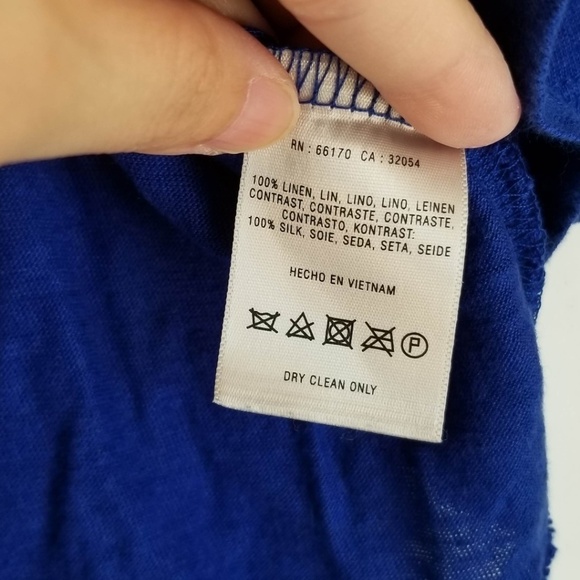 RN : 66170 CA : 32054
100% LINEN, LIN, LINO, LINO, LEINEN
CONTRAST, CONTRASTE, CONTRASTE,
CONTRASTO, KONTRAST:
100% SILK, SOIE, SEDA, SETA, SEIDE
HECHO EN VIETNAM
P
DRY CLEAN ONLY